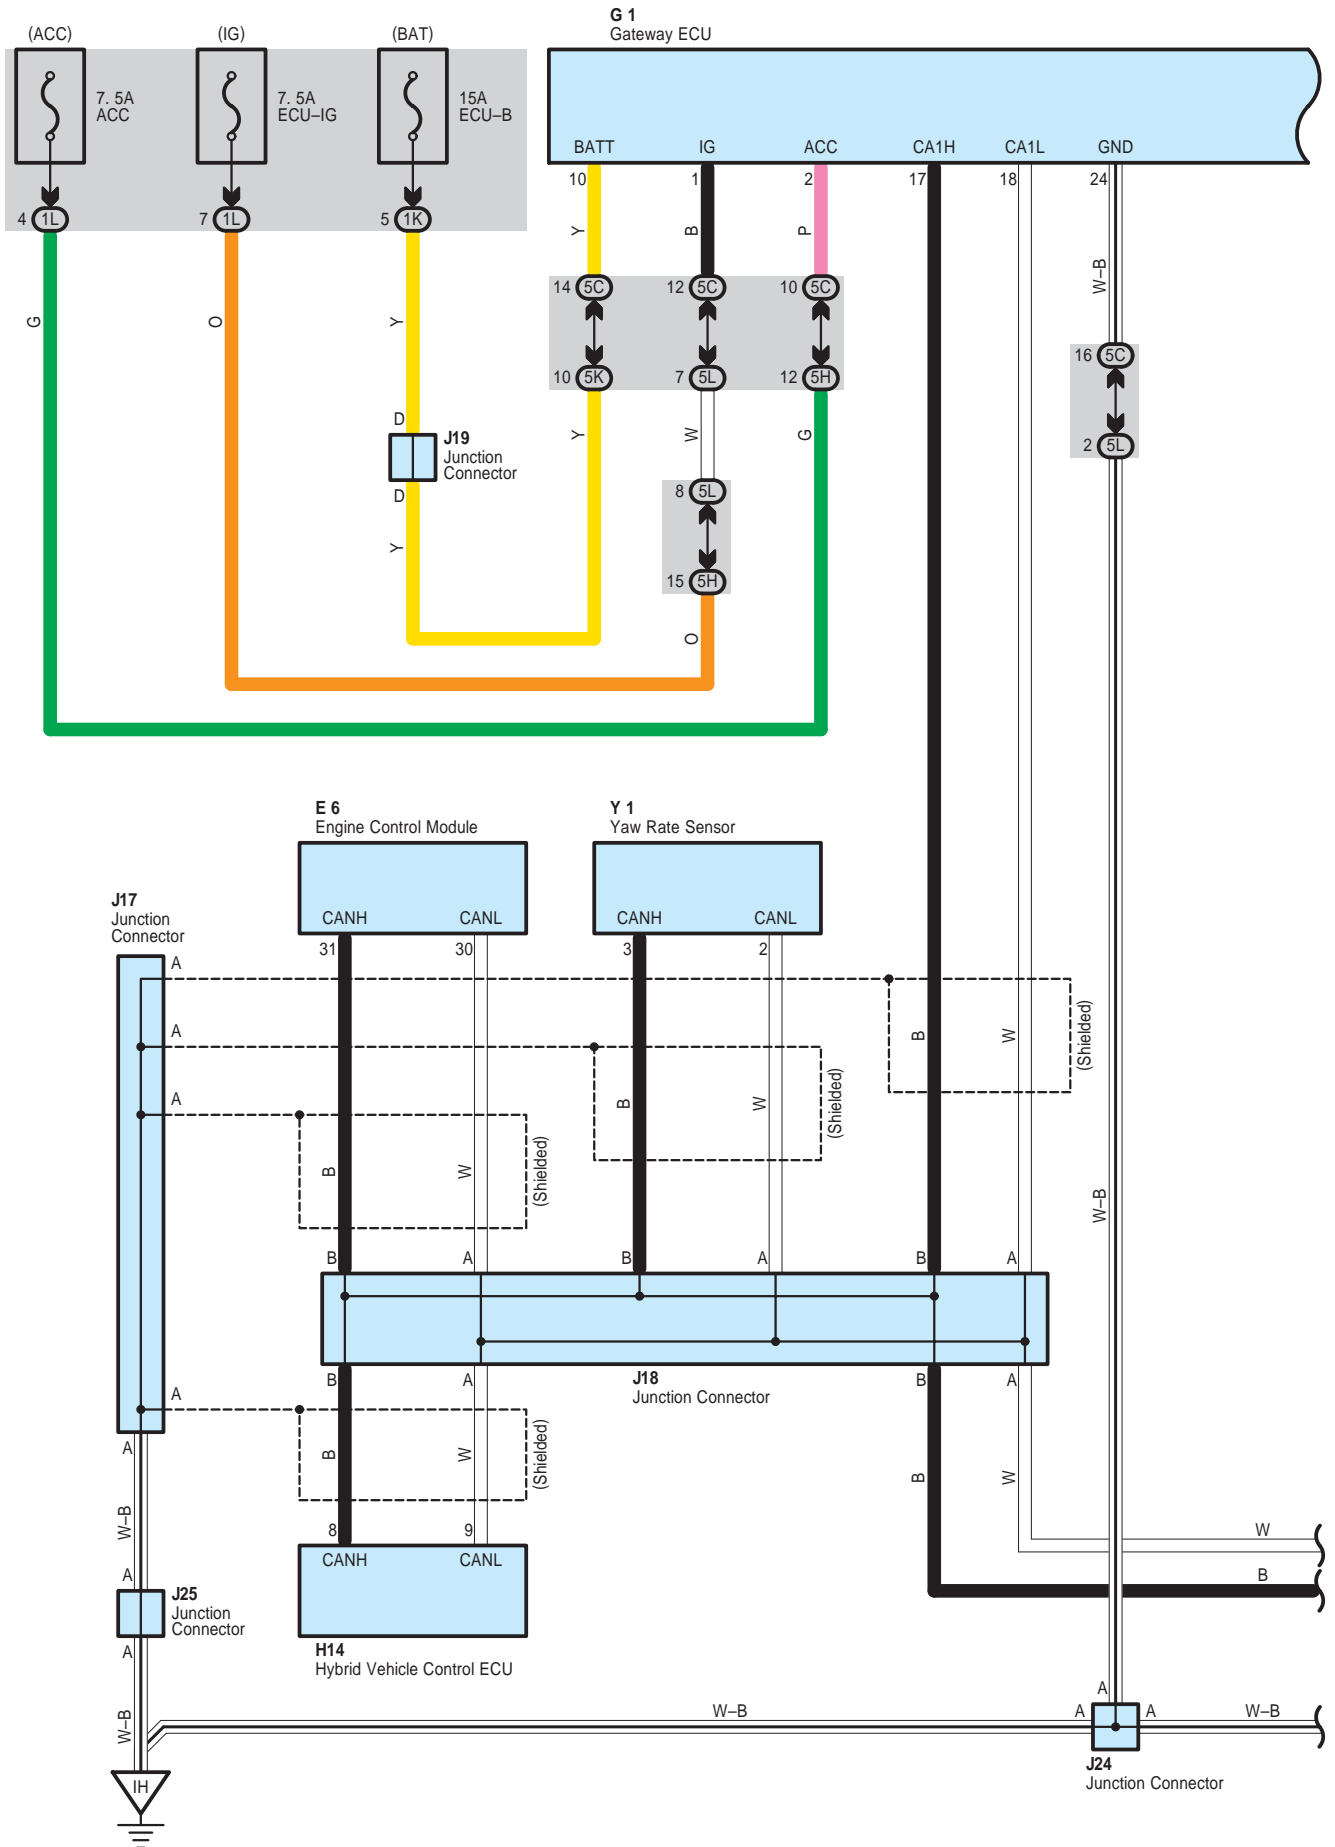 (ACC)
(IG)
(BAT)
7. 5A
ACC
7. 5A
ECU–IG
15A
ECU–B
4 1L
7 1L
5 1K
G 1
Gateway ECU
BATT IG ACC CA1H CA1L GND
10 1 2 17 18 24
Y B P W–B
14 5C
12 5C
10 5C
10 5K
7 5L
12 5H
16 5C
2 5L
G O Y
D
J19
Junction
Connector
D
Y
Y W G
8 5L
15 5H
O
E 6
Engine Control Module
CANH CANL
31 30
Y 1
Yaw Rate Sensor
CANH CANL
3 2
J17
Junction
Connector
A
A
A
B W (Shielded)
B W (Shielded)
B W (Shielded)
W–B
B A B A B A
J18
Junction Connector
B A B A
A
B W (Shielded)
B W
A
W–B
A
8 9
CANH CANL
H14
Hybrid Vehicle Control ECU
J25
Junction
Connector
A
W–B
W
B
W–B
A
A A
W–B
J24
Junction Connector
IH